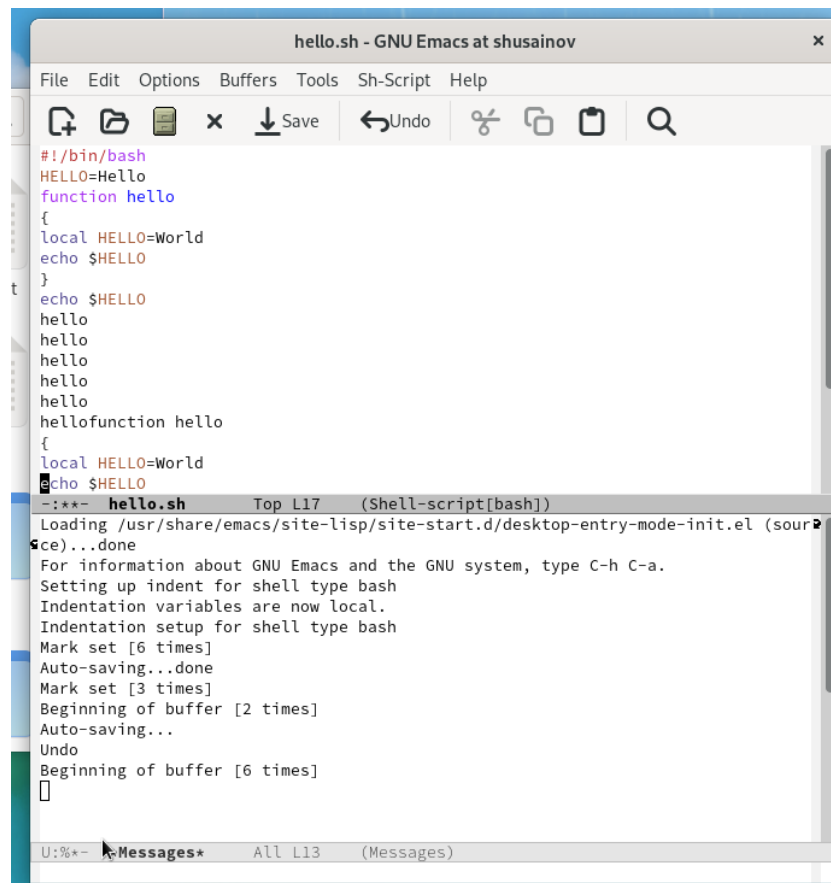 hello.sh - GNU Emacs at shusainov
File Edit Options Buffers Tools Sh-Script Help
Save Undo
#!/bin/bash
HELLO=Hello
function hello
{
local HELLO=World
echo $HELLO
}
echo $HELLO
hello
hello
hello
hello
hello
hellofunction hello
{
local HELLO=World
echo $HELLO
-:**- hello.sh Top L17 (Shell-script[bash])
Loading /usr/share/emacs/site-lisp/site-start.d/desktop-entry-mode-init.el (sour
ce)...done
For information about GNU Emacs and the GNU system, type C-h C-a.
Setting up indent for shell type bash
Indentation variables are now local.
Indentation setup for shell type bash
Mark set [6 times]
Auto-saving...done
Mark set [3 times]
Beginning of buffer [2 times]
Auto-saving...
Undo
Beginning of buffer [6 times]
U:%*- *Messages* All L13 (Messages)
t